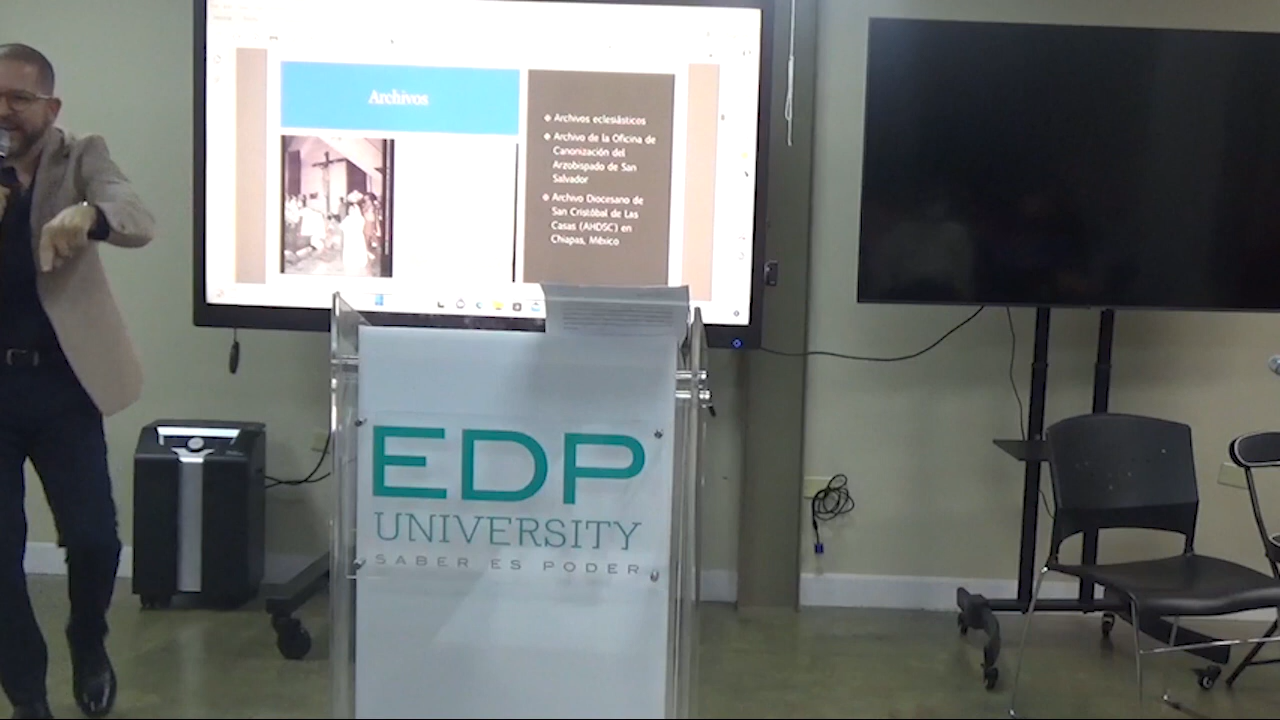 Archivos
❖ Archivos eclesiásticos
❖ Archivo de la Oficina de
Canonización del
Arzobispado de San
Salvador
❖ Archivo Diocesano de
San Cristóbal de Las
Casas (AHDSC) en
Chiapas, México
EDP
UNIVERSITY
SABER ES PODER